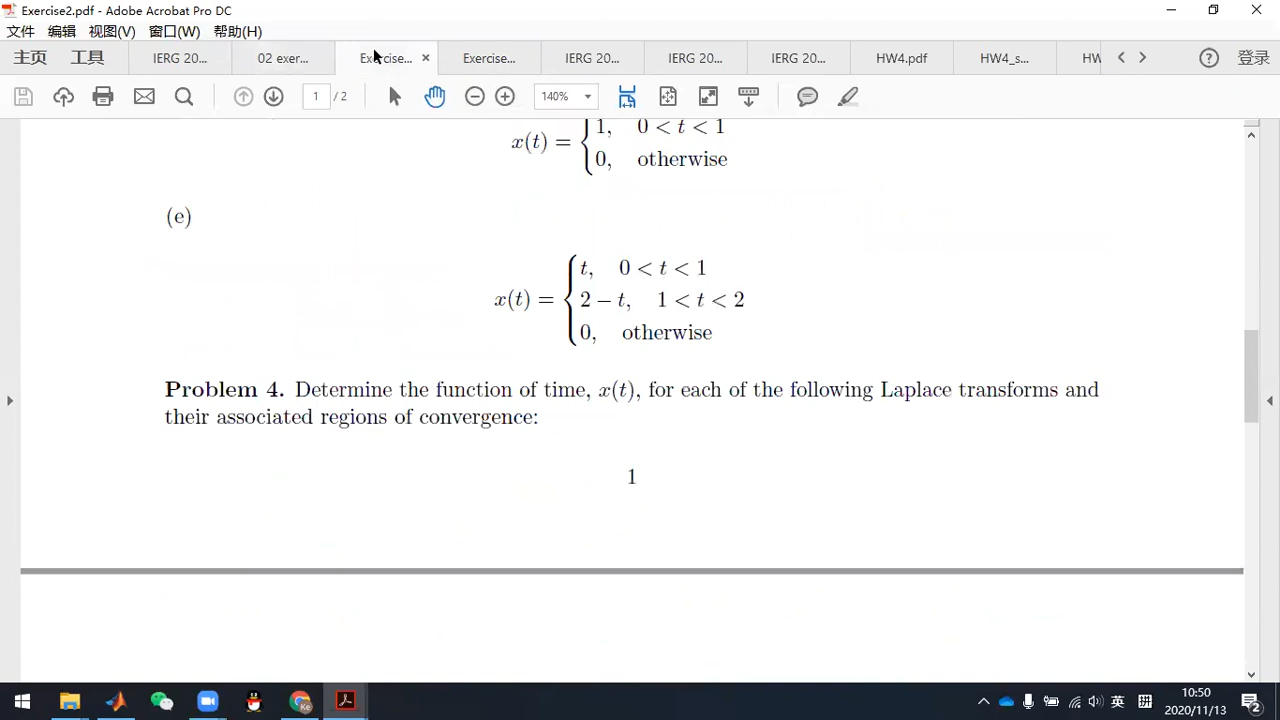 Exercise2.pdf - Adobe Acrobat Pro DC
文件 编辑 视图(V) 窗口(W) 帮助(H)
主页 工具 IERG 20... 02 exer... Exercise... × Exercise... IERG 20... IERG 20... IERG 20... HW4.pdf HW4_s... HW 登录
1 / 2 140%
x(t) = { 1, 0 < t < 1
0, otherwise
(e)
t, 0 < t < 1
x(t) = { 2 − t, 1 < t < 2
0, otherwise
Problem 4. Determine the function of time, x(t), for each of the following Laplace transforms and
their associated regions of convergence:
1
英 拼 10:50
2020/11/13 2